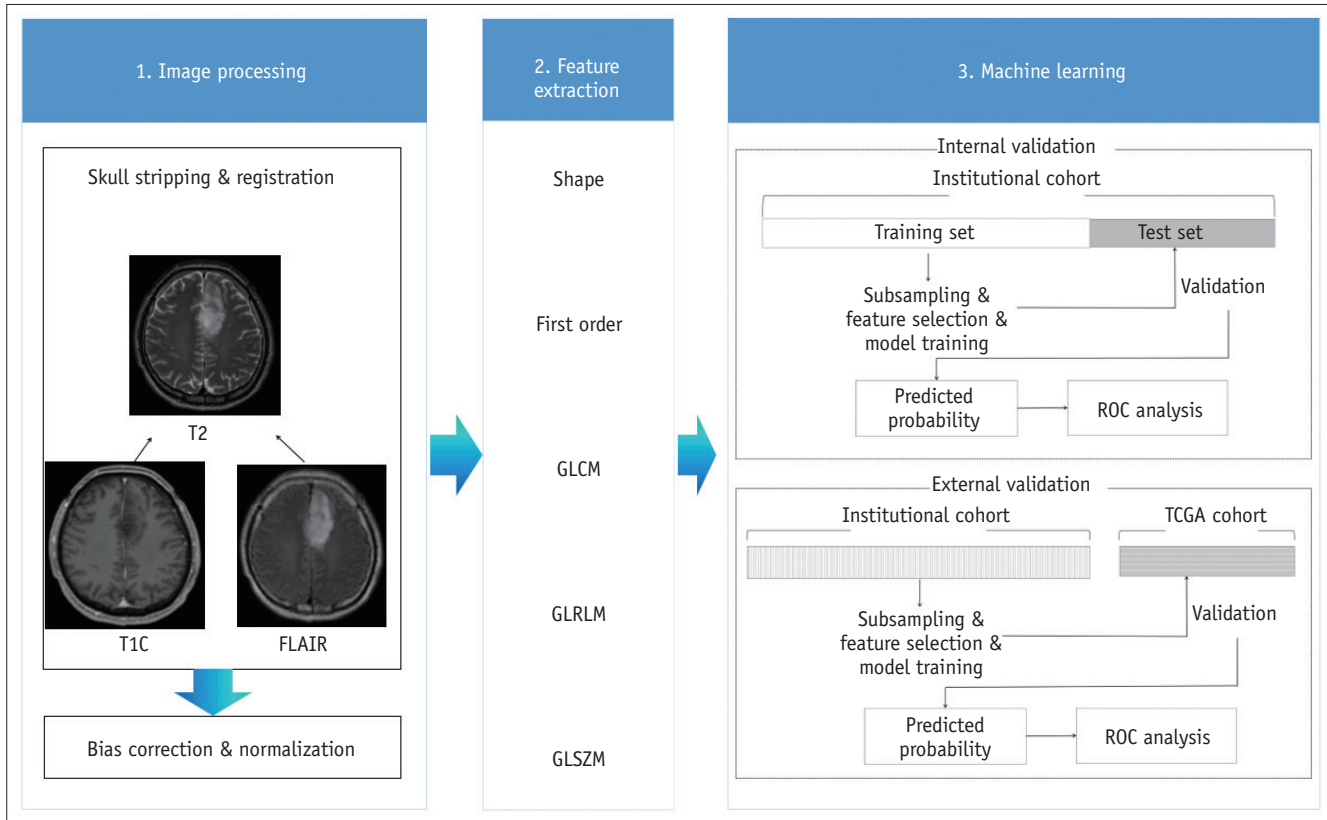 1. Image processing
Skull stripping & registration
T2
T1C
FLAIR
Bias correction & normalization
2. Feature
extraction
Shape
First order
GLCM
GLRLM
GLSZM
3. Machine learning
Internal validation
Institutional cohort
Training set
Test set
Subsampling &
feature selection &
model training
Validation
Predicted
probability
ROC analysis
External validation
Institutional cohort
TCGA cohort
Subsampling &
feature selection &
model training
Validation
Predicted
probability
ROC analysis